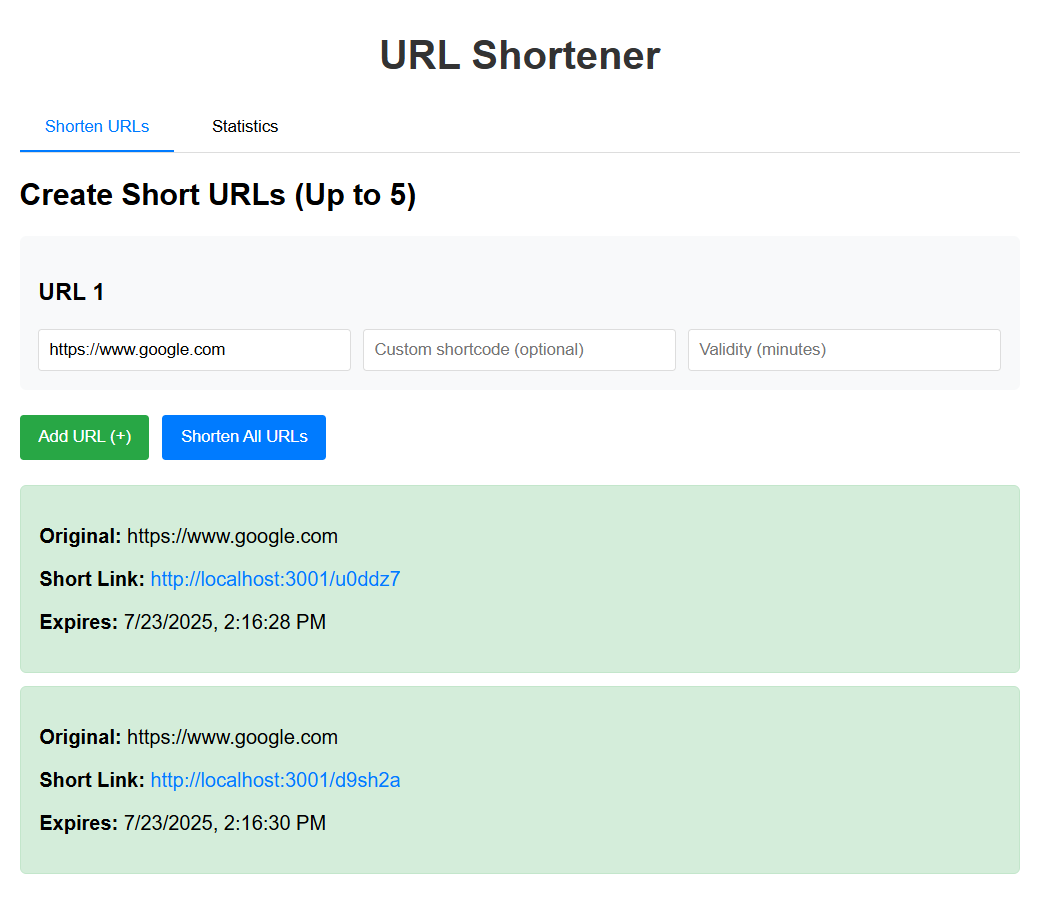 URL Shortener
Shorten URLs Statistics
Create Short URLs (Up to 5)
URL 1
https://www.google.com Custom shortcode (optional) Validity (minutes)
Add URL (+) Shorten All URLs
Original: https://www.google.com
Short Link: http://localhost:3001/u0ddz7
Expires: 7/23/2025, 2:16:28 PM
Original: https://www.google.com
Short Link: http://localhost:3001/d9sh2a
Expires: 7/23/2025, 2:16:30 PM